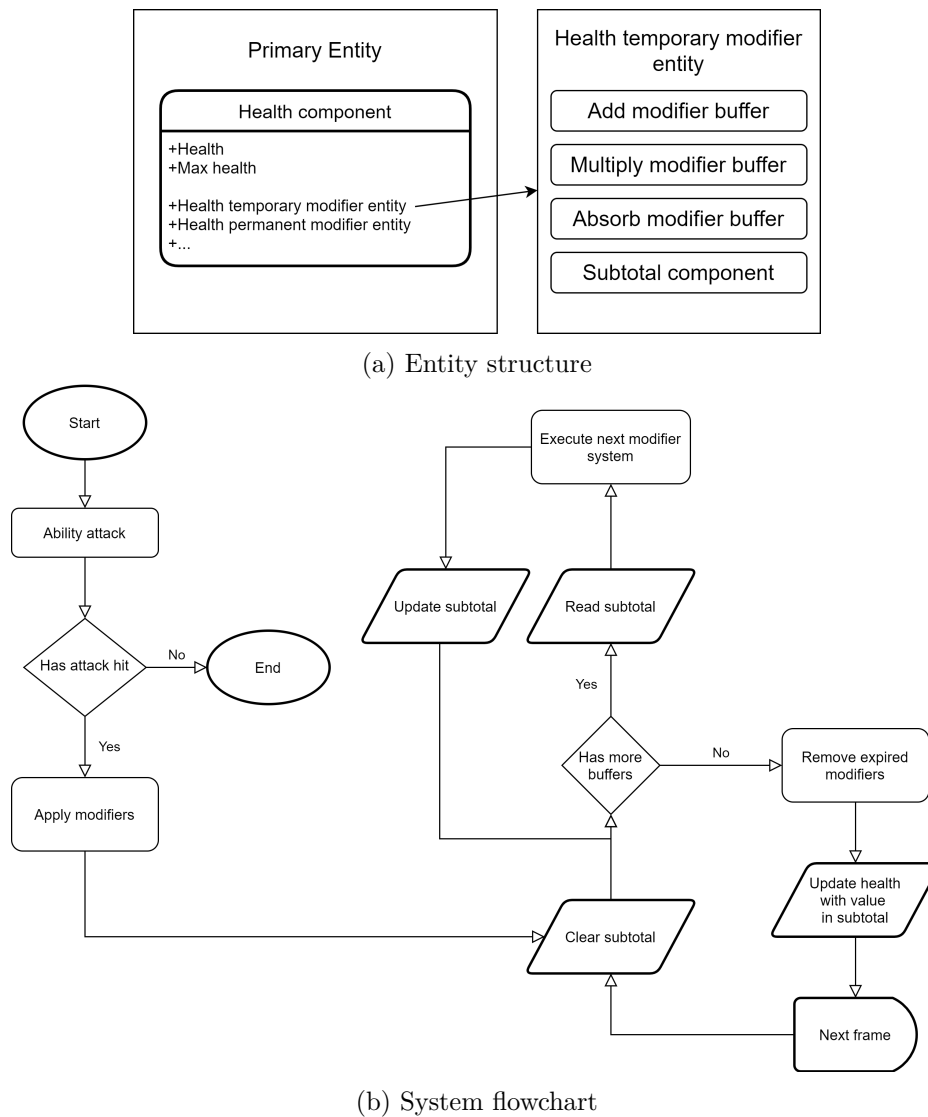 Primary Entity
Health component
+Health
+Max health
+Health temporary modifier entity
+Health permanent modifier entity
+...
Health temporary modifier
entity
Add modifier buffer
Multiply modifier buffer
Absorb modifier buffer
Subtotal component
(a) Entity structure
Start
Ability attack
Has attack hit
No
End
Yes
Apply modifiers
Execute next modifier
system
Update subtotal
Read subtotal
Yes
Has more
buffers
No
Remove expired
modifiers
Update health
with value
in subtotal
Clear subtotal
Next frame
(b) System flowchart